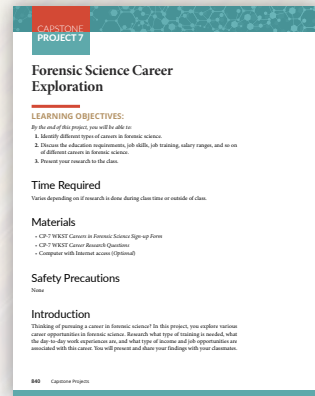 CAPSTONE
PROJECT 7
Forensic Science Career
Exploration
LEARNING OBJECTIVES:
By the end of this project, you will be able to:
1. Identify different types of careers in forensic science.
2. Discuss the education requirements, job skills, job training, salary ranges, and so on
of different careers in forensic science.
3. Present your research to the class.
Time Required
Varies depending on if research is done during class time or outside of class.
Materials
• CP-7 WKST Careers in Forensic Science Sign-up Form
• CP-7 WKST Career Research Questions
• Computer with Internet access (Optional)
Safety Precautions
None
Introduction
Thinking of pursuing a career in forensic science? In this project, you explore various
career opportunities in forensic science. Research what type of training is needed, what
the day-to-day work experiences are, and what type of income and job opportunities are
associated with this career. You will present and share your findings with your classmates.
840 Capstone Projects